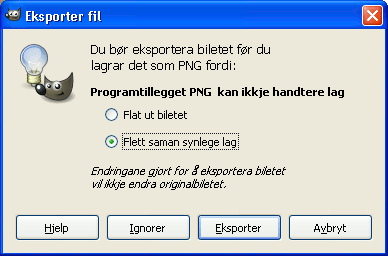 Eksporter fil
Du bør eksportera biletet før du
lagrar det som PNG fordi:
Programtillegget PNG kan ikkje handtere lag
Flat ut biletet
Flett saman synlege lag
Endringane gjort for å eksportera biletet
vil ikkje endra originalbiletet.
Hjelp
Ignorer
Eksporter
Avbryt